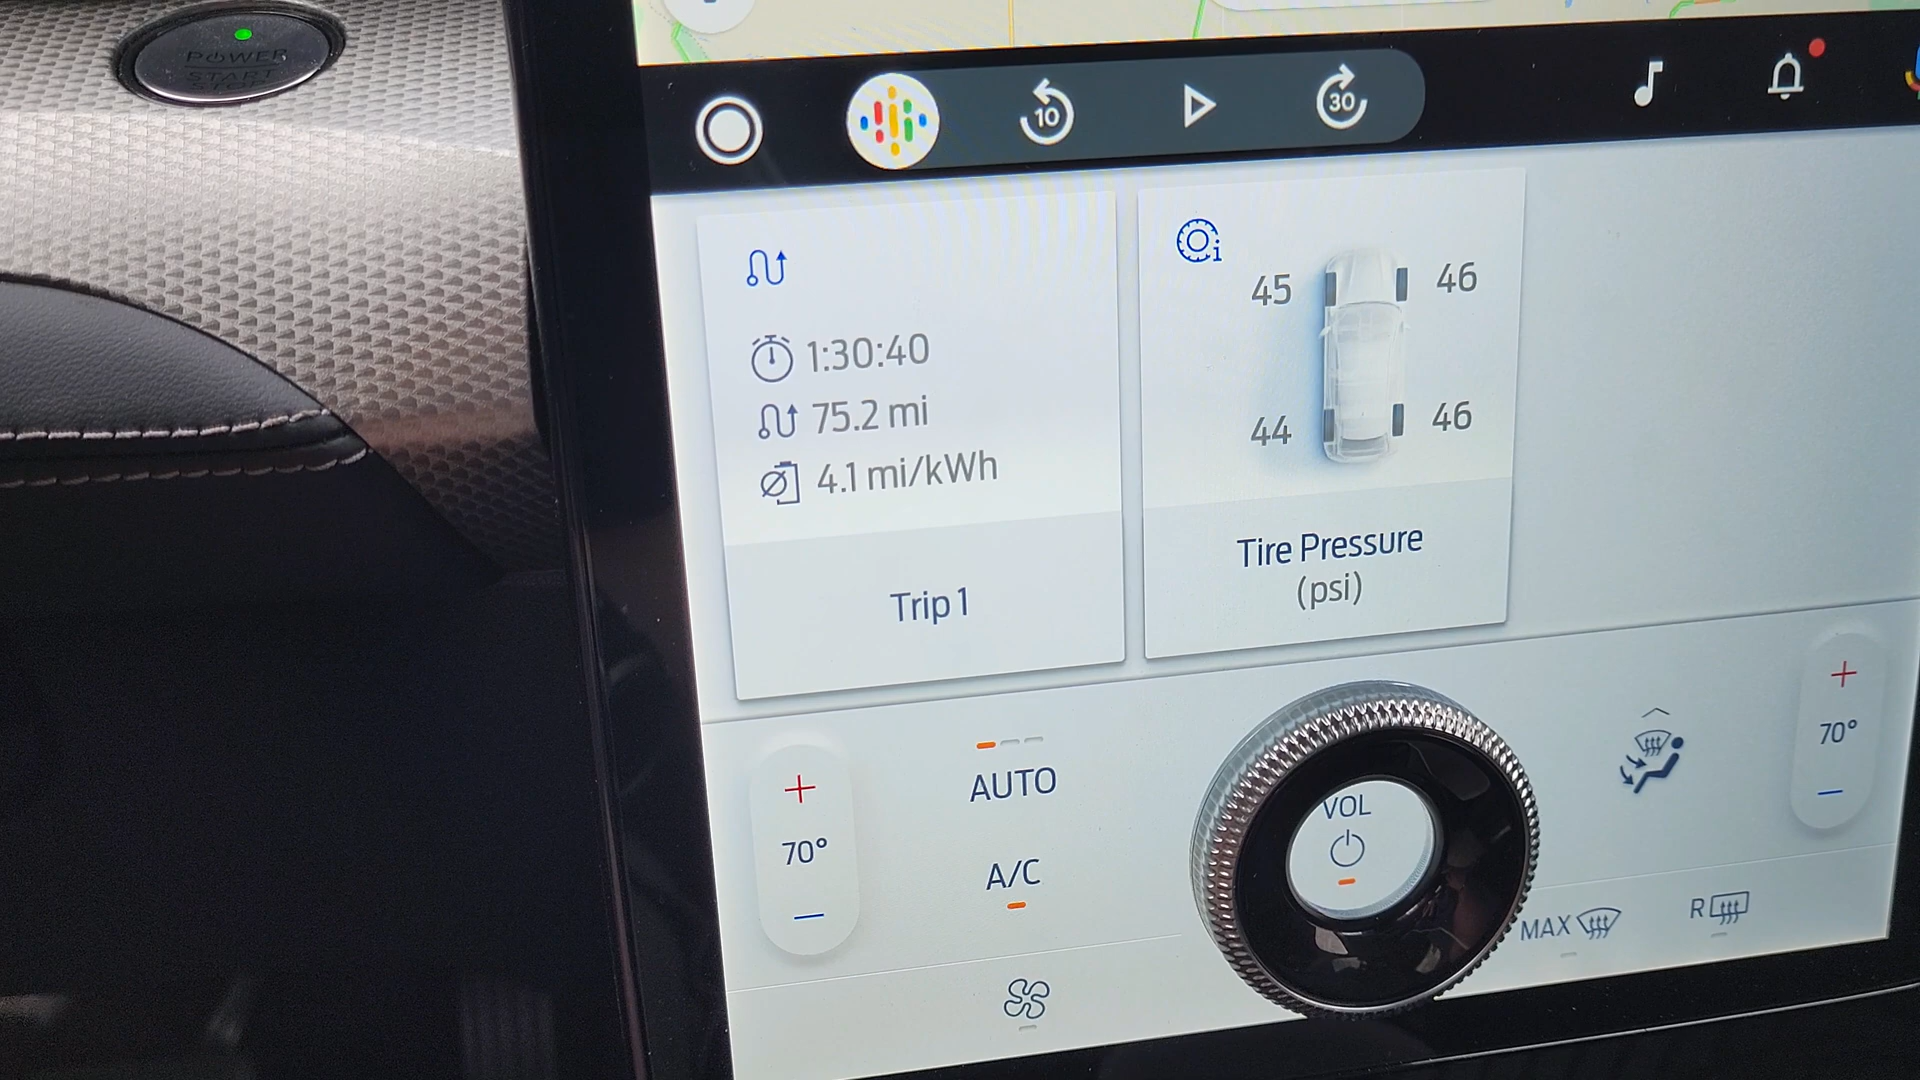 POWER
START
STOP
10
30
1:30:40
75.2 mi
4.1 mi/kWh
Trip 1
45
46
44
46
Tire Pressure
(psi)
70°
AUTO
A/C
VOL
70°
MAX
R